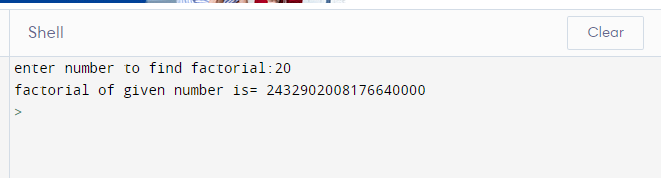 Shell
Clear
enter number to find factorial:20
factorial of given number is= 2432902008176640000
>